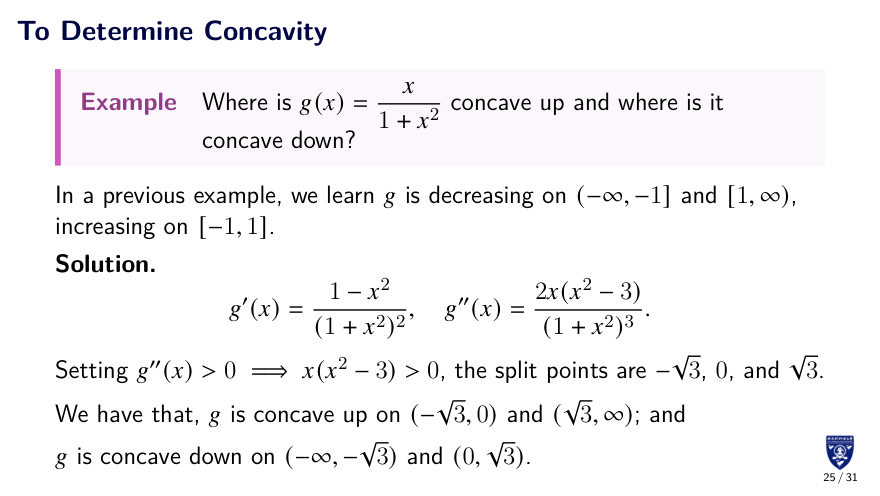 To Determine Concavity
Example Where is g(x) = x / (1 + x²) concave up and where is it
concave down?
In a previous example, we learn g is decreasing on (−∞, −1] and [1, ∞),
increasing on [−1, 1].
Solution.
g′(x) = (1 − x²) / (1 + x²)², g″(x) = 2x(x² − 3) / (1 + x²)³.
Setting g″(x) > 0 ⟹ x(x² − 3) > 0, the split points are −√3, 0, and √3.
We have that, g is concave up on (−√3, 0) and (√3, ∞); and
g is concave down on (−∞, −√3) and (0, √3).
25 / 31